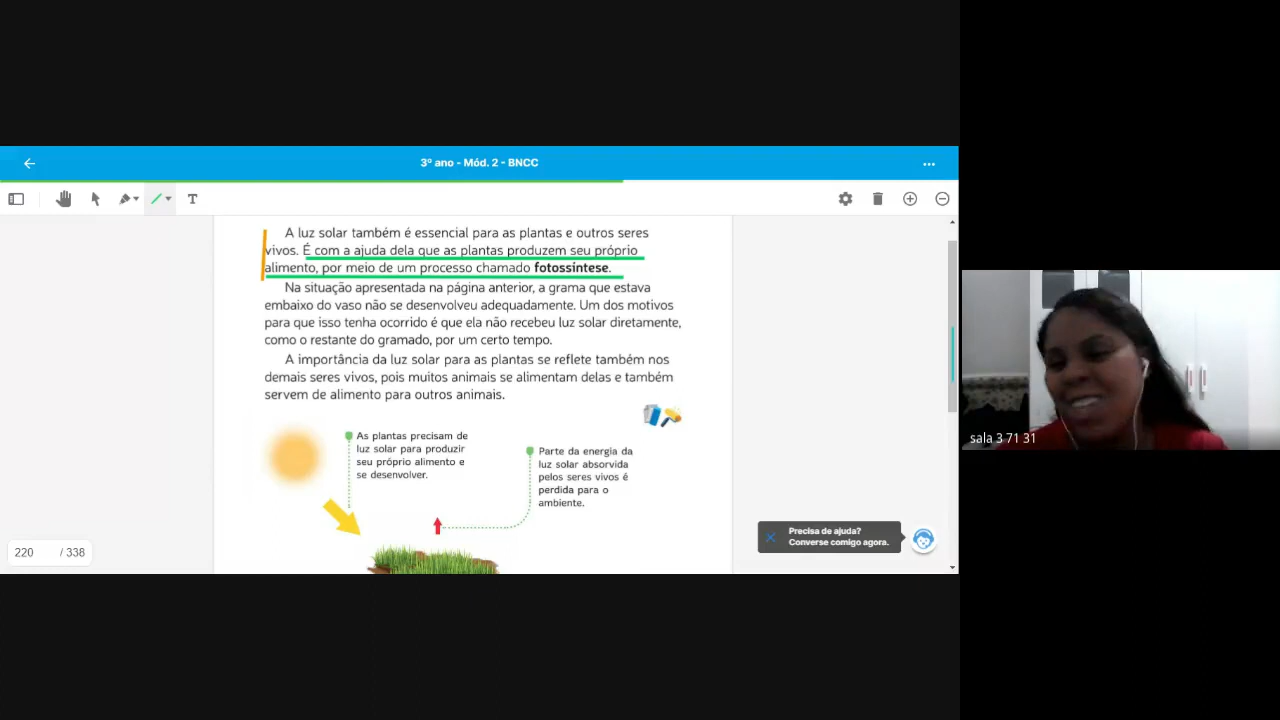 3º ano - Mód. 2 - BNCC
...
T
A luz solar também é essencial para as plantas e outros seres
vivos. É com a ajuda dela que as plantas produzem seu próprio
alimento, por meio de um processo chamado fotossíntese.
Na situação apresentada na página anterior, a grama que estava
embaixo do vaso não se desenvolveu adequadamente. Um dos motivos
para que isso tenha ocorrido é que ela não recebeu luz solar diretamente,
como o restante do gramado, por um certo tempo.
A importância da luz solar para as plantas se reflete também nos
demais seres vivos, pois muitos animais se alimentam delas e também
servem de alimento para outros animais.
As plantas precisam de
luz solar para produzir
seu próprio alimento e
se desenvolver.
Parte da energia da
luz solar absorvida
pelos seres vivos é
perdida para o
ambiente.
220 / 338
Precisa de ajuda?
Converse comigo agora.
sala 3 71 31